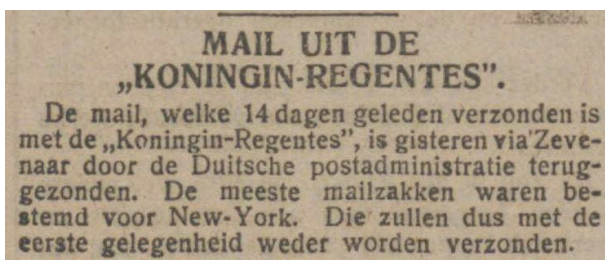 MAIL UIT DE
„KONINGIN-REGENTES”.
De mail, welke 14 dagen geleden verzonden is
met de „Koningin-Regentes”, is gisteren via Zeve-
naar door de Duitsche postadministratie terug-
gezonden. De meeste mailzakken waren be-
stemd voor New-York. Die zullen dus met de
eerste gelegenheid weder worden verzonden.